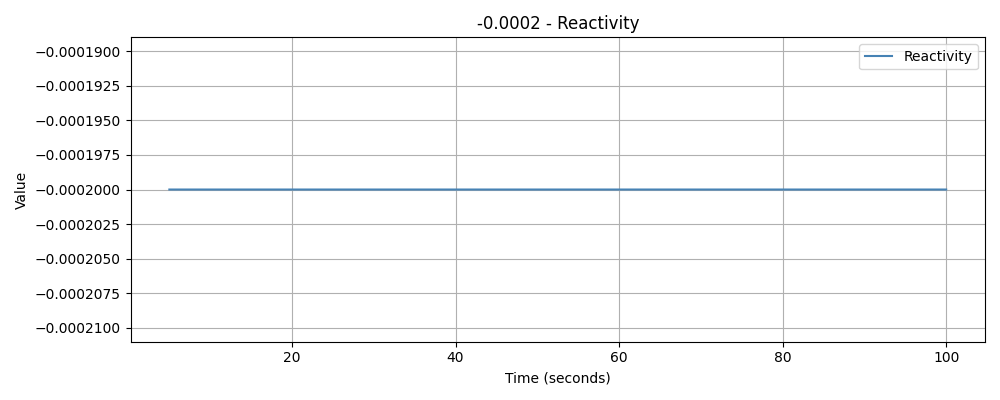 -0.0002 - Reactivity
Reactivity
−0.0001900
−0.0001925
−0.0001950
−0.0001975
−0.0002000
−0.0002025
−0.0002050
−0.0002075
−0.0002100
Value
20 40 60 80 100
Time (seconds)